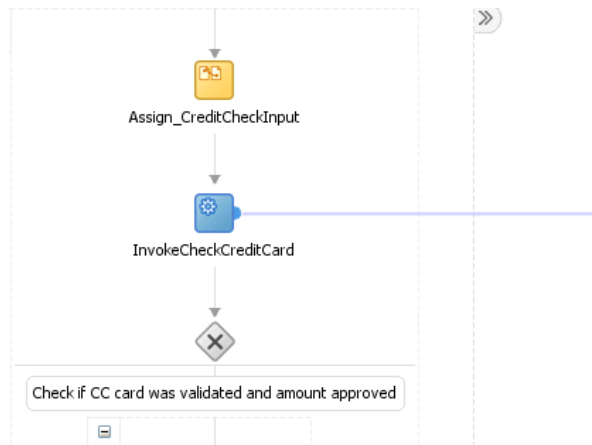 Assign_CreditCheckInput
InvokeCheckCreditCard
Check if CC card was validated and amount approved